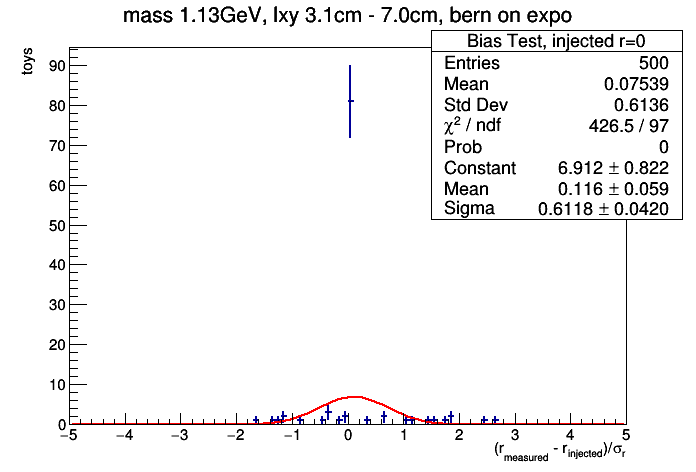 mass 1.13GeV, lxy 3.1cm - 7.0cm, bern on expo
toys
Bias Test, injected r=0
Entries 500
Mean 0.07539
Std Dev 0.6136
χ² / ndf 426.5 / 97
Prob 0
Constant 6.912 ± 0.822
Mean 0.116 ± 0.059
Sigma 0.6118 ± 0.0420
90
80
70
60
50
40
30
20
10
0
−5 −4 −3 −2 −1 0 1 2 3 4 5
(r_measured - r_injected)/σ_r